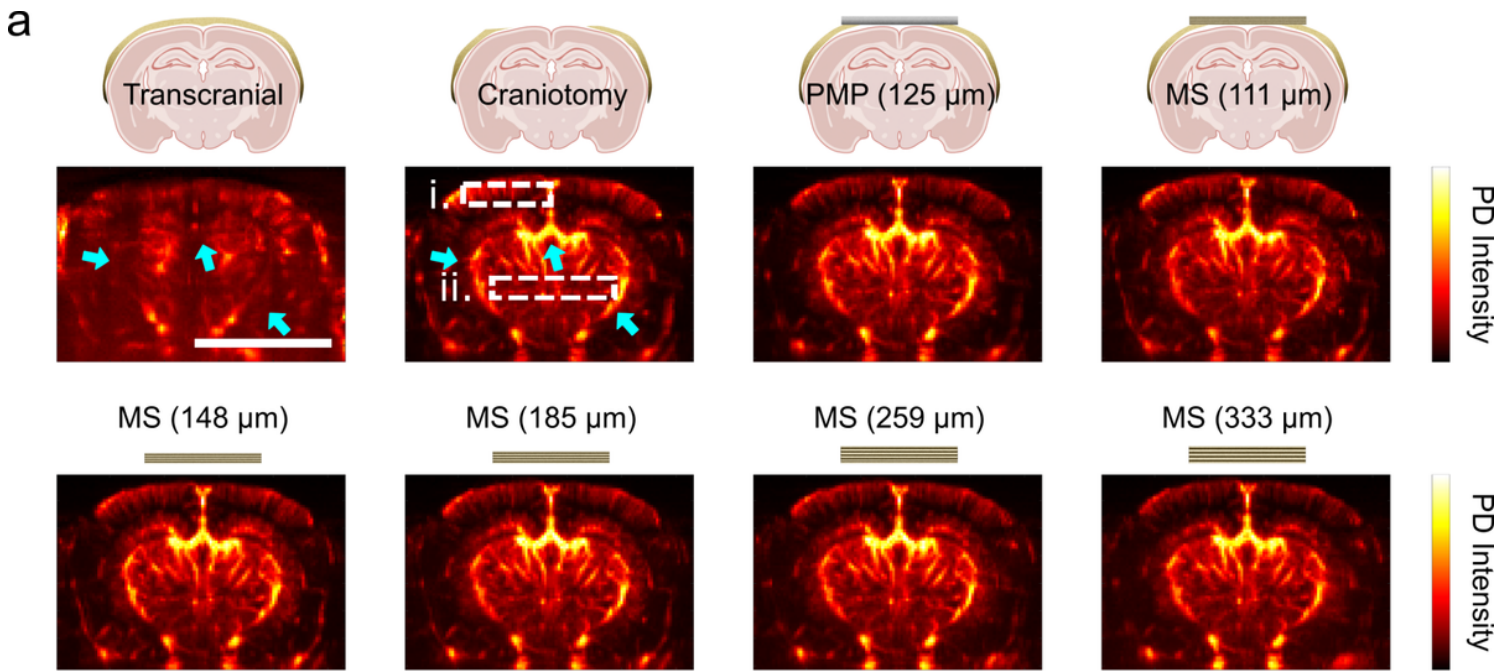 a
Transcranial
Craniotomy
PMP (125 µm)
MS (111 µm)
i.
ii.
PD Intensity
MS (148 µm)
MS (185 µm)
MS (259 µm)
MS (333 µm)
PD Intensity